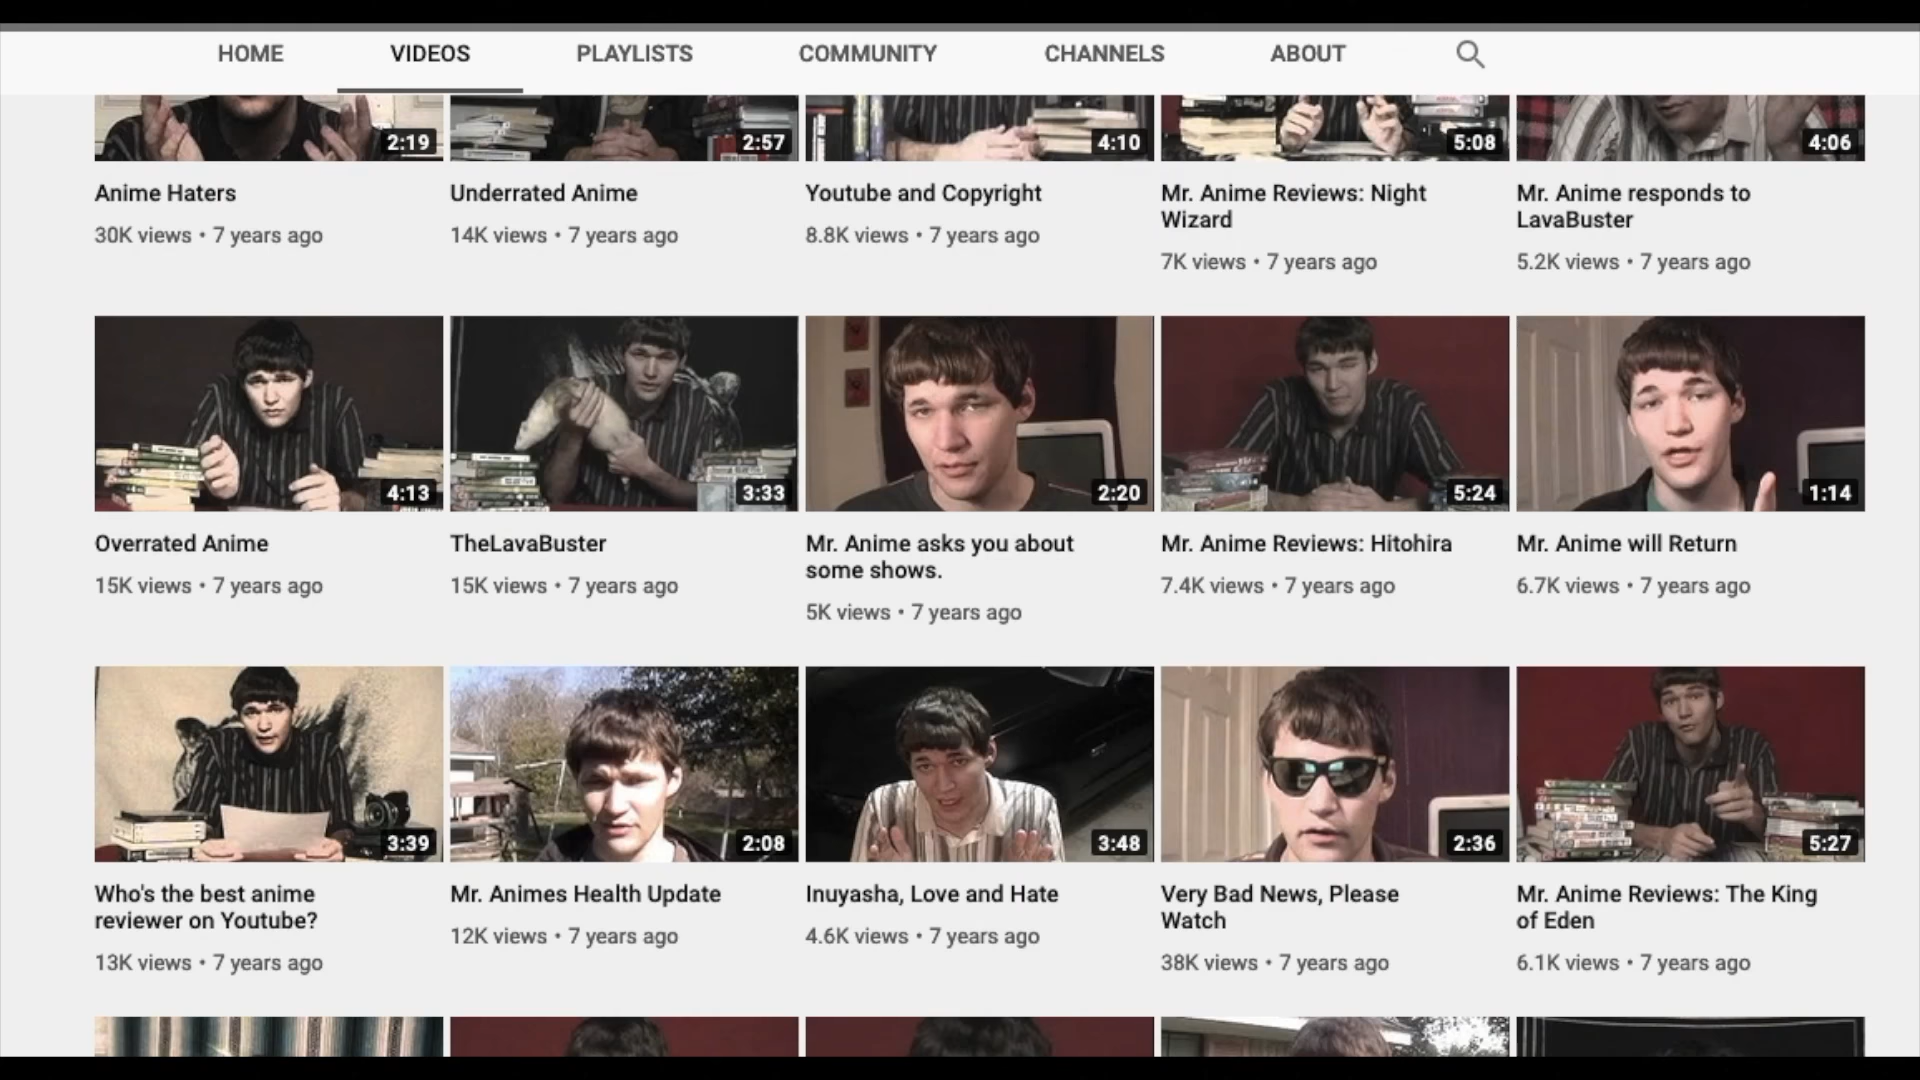 HOME VIDEOS PLAYLISTS COMMUNITY CHANNELS ABOUT
2:19 2:57 4:10 5:08 4:06
Anime Haters
30K views • 7 years ago
Underrated Anime
14K views • 7 years ago
Youtube and Copyright
8.8K views • 7 years ago
Mr. Anime Reviews: Night
Wizard
7K views • 7 years ago
Mr. Anime responds to
LavaBuster
5.2K views • 7 years ago
4:13 3:33 2:20 5:24 1:14
Overrated Anime
15K views • 7 years ago
TheLavaBuster
15K views • 7 years ago
Mr. Anime asks you about
some shows.
5K views • 7 years ago
Mr. Anime Reviews: Hitohira
7.4K views • 7 years ago
Mr. Anime will Return
6.7K views • 7 years ago
3:39 2:08 3:48 2:36 5:27
Who's the best anime
reviewer on Youtube?
13K views • 7 years ago
Mr. Animes Health Update
12K views • 7 years ago
Inuyasha, Love and Hate
4.6K views • 7 years ago
Very Bad News, Please
Watch
38K views • 7 years ago
Mr. Anime Reviews: The King
of Eden
6.1K views • 7 years ago